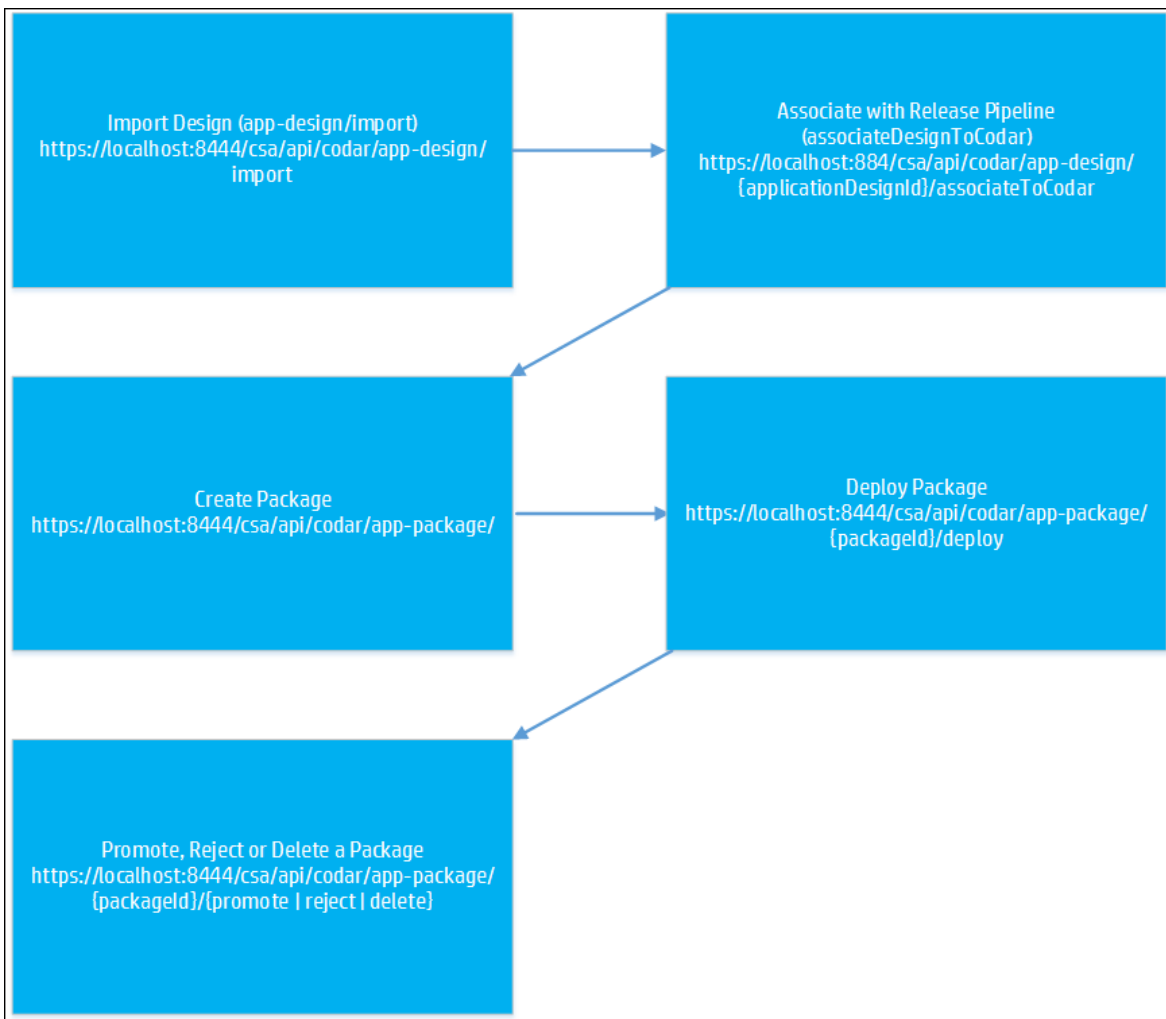 Import Design (app-design/import)
https://localhost:8444/csa/api/codar/app-design/
import
Associate with Release Pipeline
(associateDesignToCodar)
https://localhost:884/csa/api/codar/app-design/
{applicationDesignId}/associateToCodar
Create Package
https://localhost:8444/csa/api/codar/app-package/
Deploy Package
https://localhost:8444/csa/api/codar/app-package/
{packageId}/deploy
Promote, Reject or Delete a Package
https://localhost:8444/csa/api/codar/app-package/
{packageId}/{promote | reject | delete}